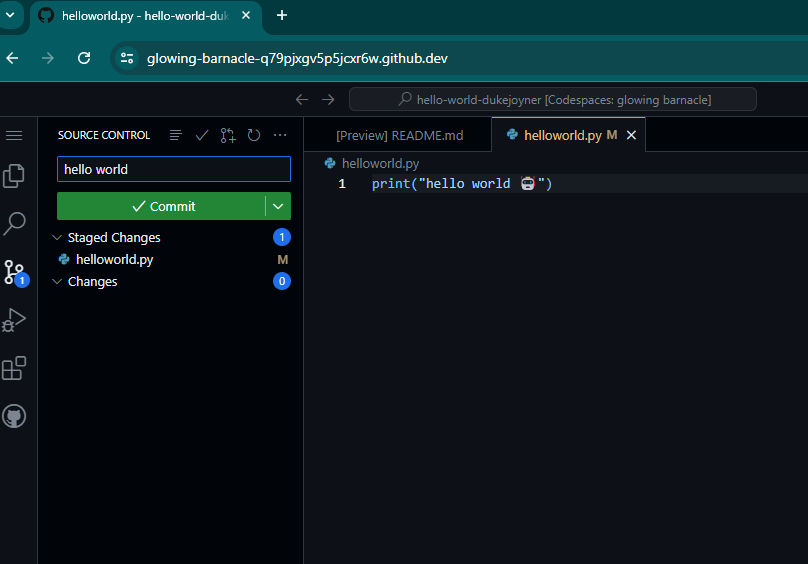 helloworld.py - hello-world-duk
glowing-barnacle-q79pjxgv5p5jcxr6w.github.dev
hello-world-dukejoyner [Codespaces: glowing barnacle]
SOURCE CONTROL
hello world
Commit
Staged Changes 1
helloworld.py M
Changes 0
1
[Preview] README.md
helloworld.py M
helloworld.py
1 print("hello world 🤖")